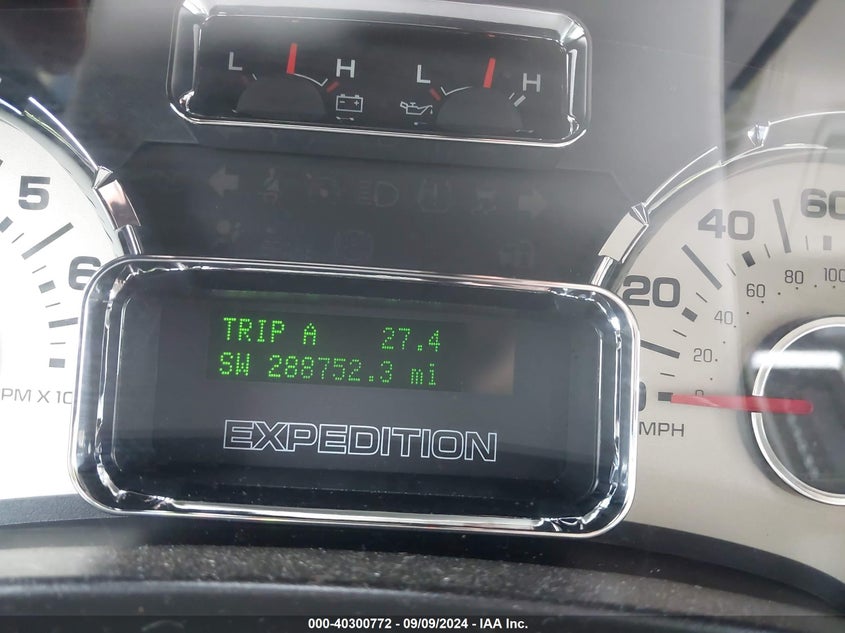 L H L H
5
6
PM X 10
TRIP A 27.4
SW 288752.3 mi
EXPEDITION
20 40 60
20 40 60 80 100
0
MPH
000-40300772 - 09/09/2024 - IAA Inc.